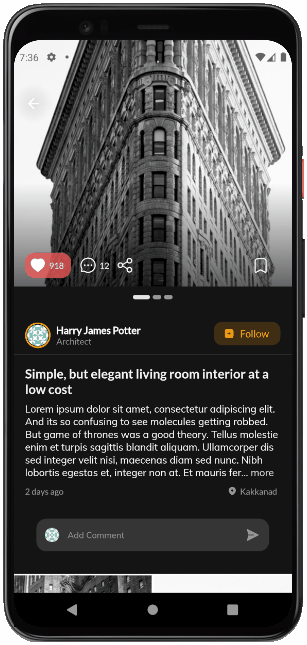 7:36
918
12
Harry James Potter
Architect
Follow
Simple, but elegant living room interior at a
low cost
Lorem ipsum dolor sit amet, consectetur adipiscing elit.
And its so confusing to see molecules getting robbed.
But game of thrones was a good theory. Tellus molestie
enim et turpis sagittis blandit aliquam. Ullamcorper dis
sed integer velit nisi, maecenas diam sed nunc. Nibh
lobortis egestas et, integer non at. Et mauris fer... more
2 days ago
Kakkanad
Add Comment